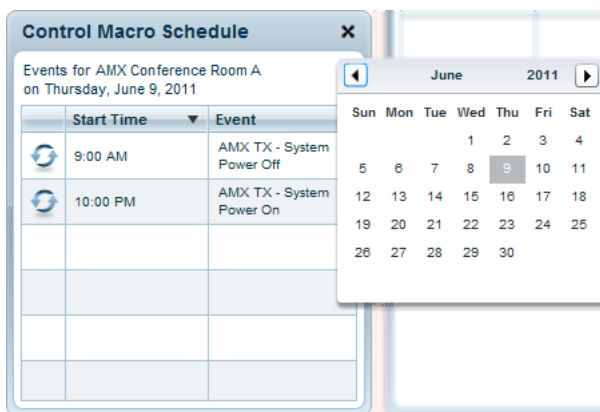 Control Macro Schedule
Events for AMX Conference Room A
on Thursday, June 9, 2011
Start Time Event
9:00 AM AMX TX - System
Power Off
10:00 PM AMX TX - System
Power On
June 2011
Sun Mon Tue Wed Thu Fri Sat
1 2 3 4
5 6 7 8 9 10 11
12 13 14 15 16 17 18
19 20 21 22 23 24 25
26 27 28 29 30